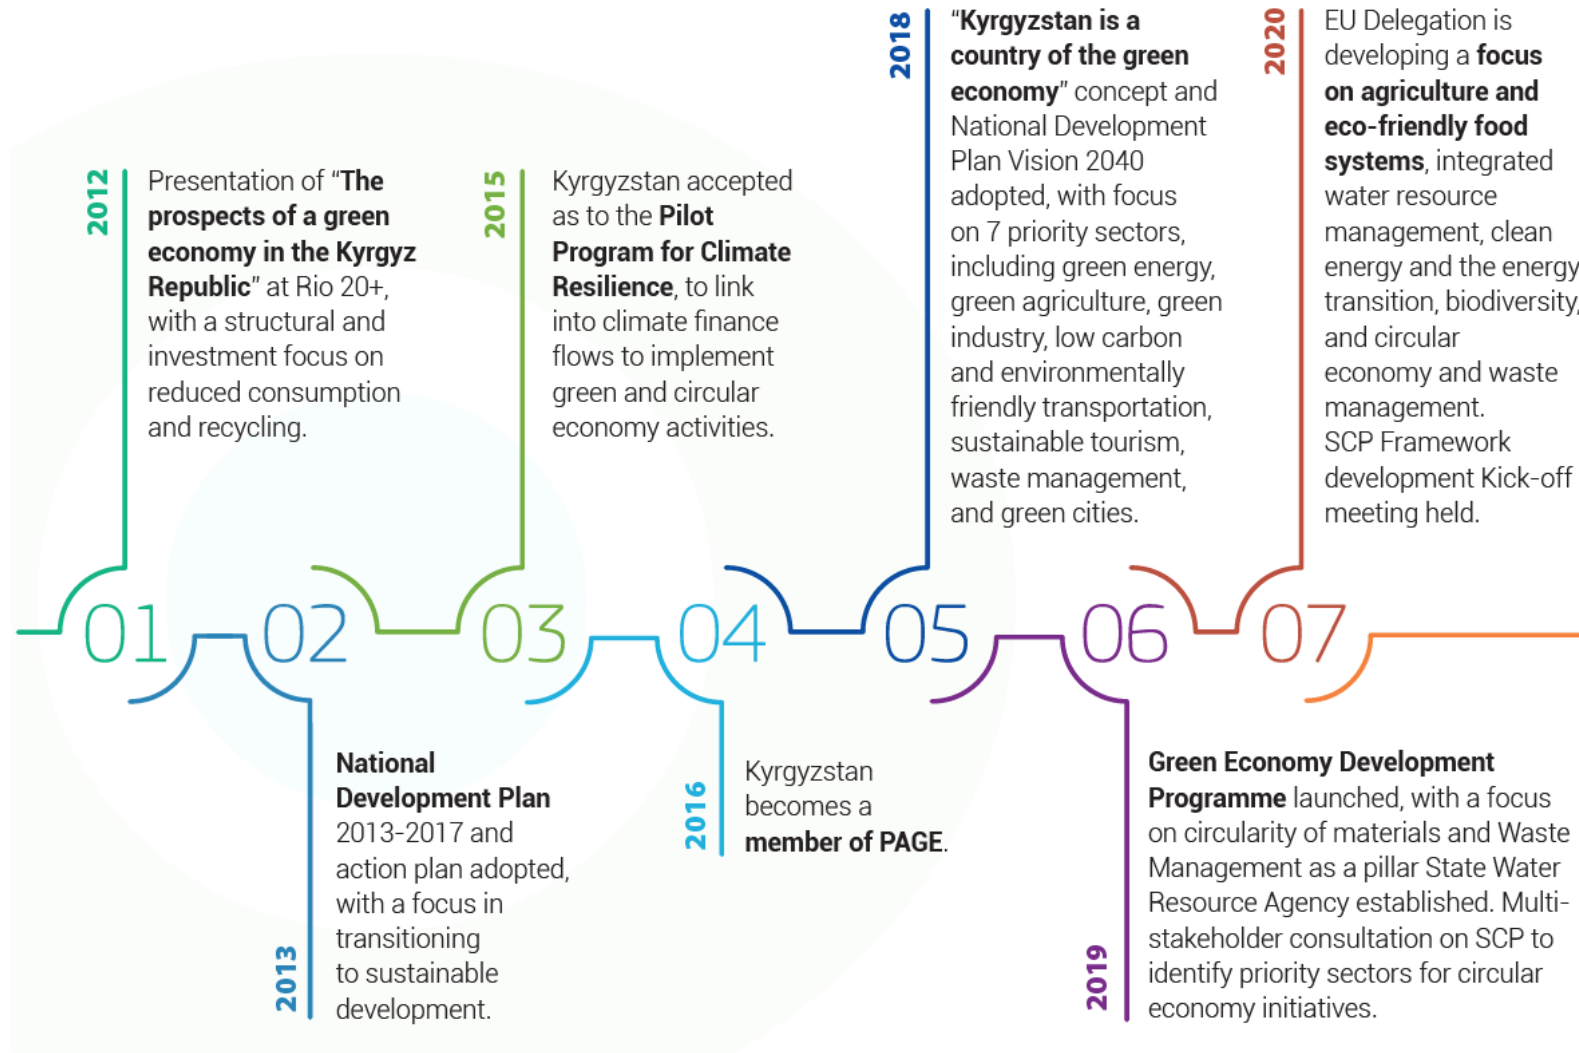 2012
Presentation of “The
prospects of a green
economy in the Kyrgyz
Republic” at Rio 20+,
with a structural and
investment focus on
reduced consumption
and recycling.
2015
Kyrgyzstan accepted
as to the Pilot
Program for Climate
Resilience, to link
into climate finance
flows to implement
green and circular
economy activities.
2018
“Kyrgyzstan is a
country of the green
economy” concept and
National Development
Plan Vision 2040
adopted, with focus
on 7 priority sectors,
including green energy,
green agriculture, green
industry, low carbon
and environmentally
friendly transportation,
sustainable tourism,
waste management,
and green cities.
2020
EU Delegation is
developing a focus
on agriculture and
eco-friendly food
systems, integrated
water resource
management, clean
energy and the energy
transition, biodiversity,
and circular
economy and waste
management.
SCP Framework
development Kick-off
meeting held.
01
02
03
04
05
06
07
2013
National
Development Plan
2013-2017 and
action plan adopted,
with a focus in
transitioning
to sustainable
development.
2016
Kyrgyzstan
becomes a
member of PAGE.
2019
Green Economy Development
Programme launched, with a focus
on circularity of materials and Waste
Management as a pillar State Water
Resource Agency established. Multi-
stakeholder consultation on SCP to
identify priority sectors for circular
economy initiatives.